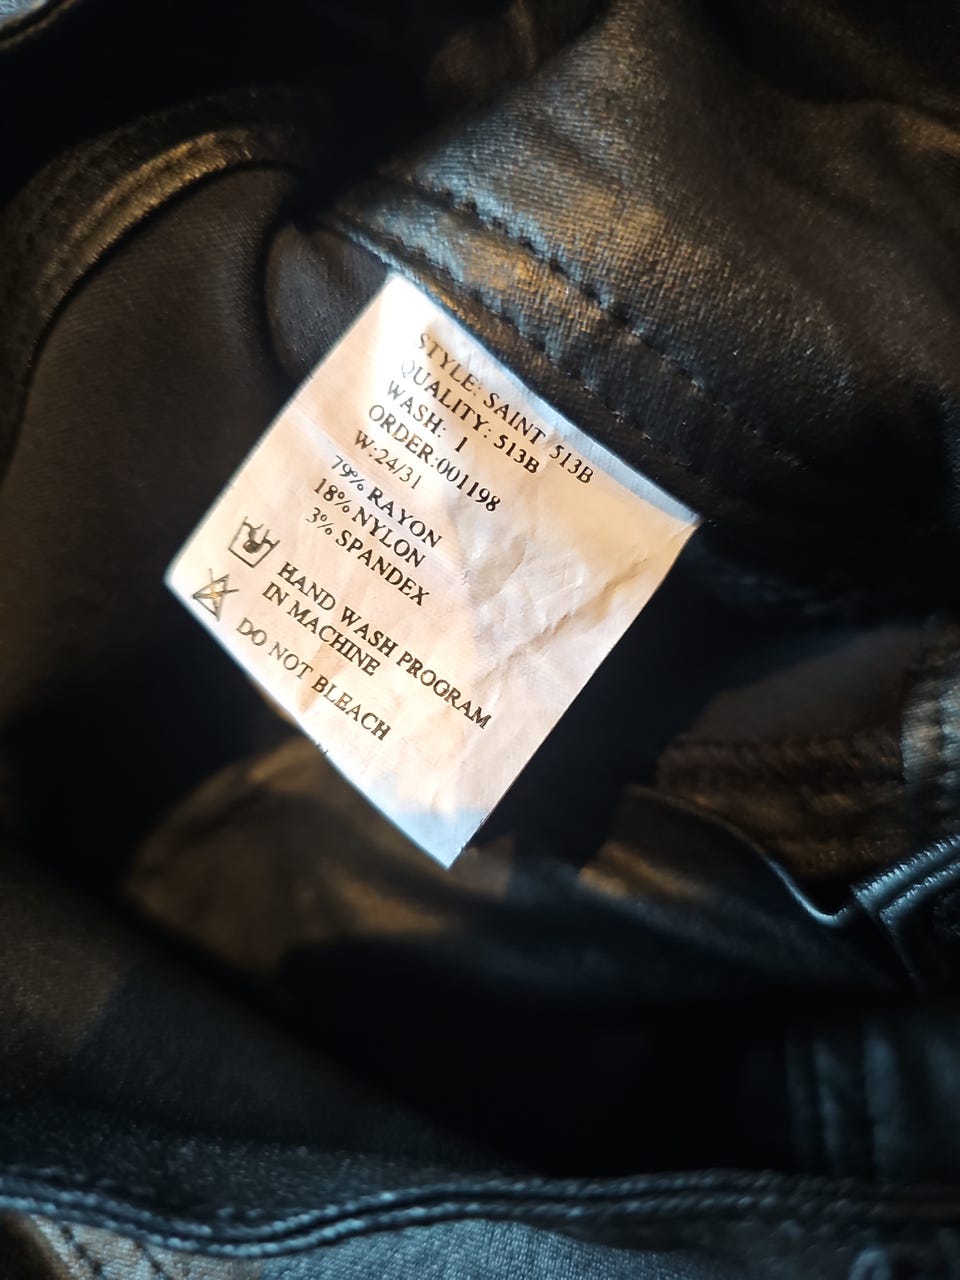 STYLE: SAINT 513B
QUALITY: 513B
WASH: 1
ORDER:001198
W:24/31
79% RAYON
18% NYLON
3% SPANDEX
HAND WASH PROGRAM
IN MACHINE
DO NOT BLEACH